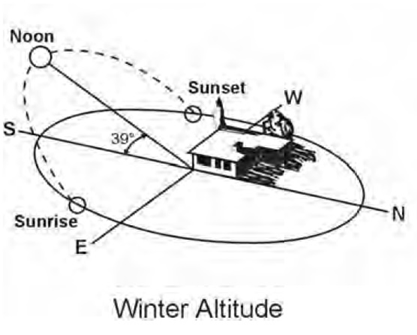 Noon
Sunset
W
S
39°
Sunrise
E
N
Winter Altitude